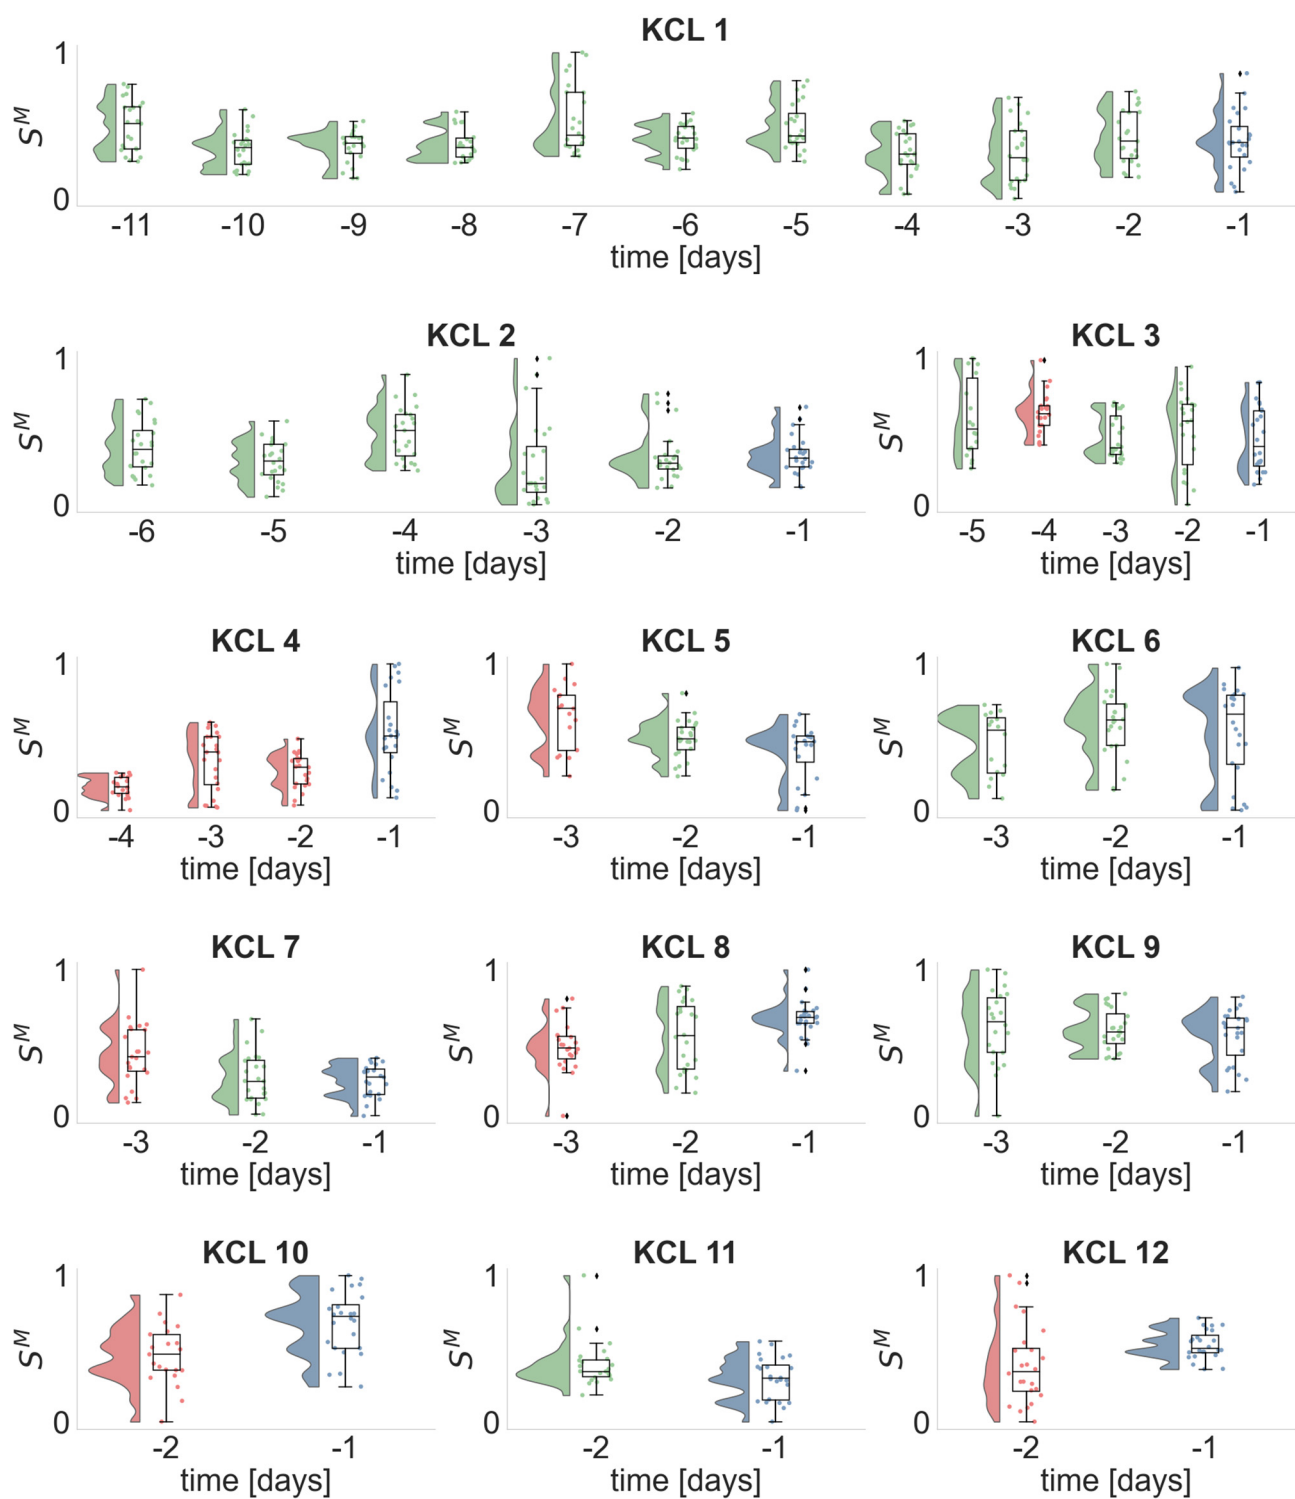 KCL 1
1
S^M
0
-11 -10 -9 -8 -7 -6 -5 -4 -3 -2 -1
time [days]
KCL 2
1
S^M
0
-6 -5 -4 -3 -2 -1
time [days]
KCL 3
1
S^M
0
-5 -4 -3 -2 -1
time [days]
KCL 4
1
S^M
0
-4 -3 -2 -1
time [days]
KCL 5
1
S^M
0
-3 -2 -1
time [days]
KCL 6
1
S^M
0
-3 -2 -1
time [days]
KCL 7
1
S^M
0
-3 -2 -1
time [days]
KCL 8
1
S^M
0
-3 -2 -1
time [days]
KCL 9
1
S^M
0
-3 -2 -1
time [days]
KCL 10
1
S^M
0
-2 -1
time [days]
KCL 11
1
S^M
0
-2 -1
time [days]
KCL 12
1
S^M
0
-2 -1
time [days]